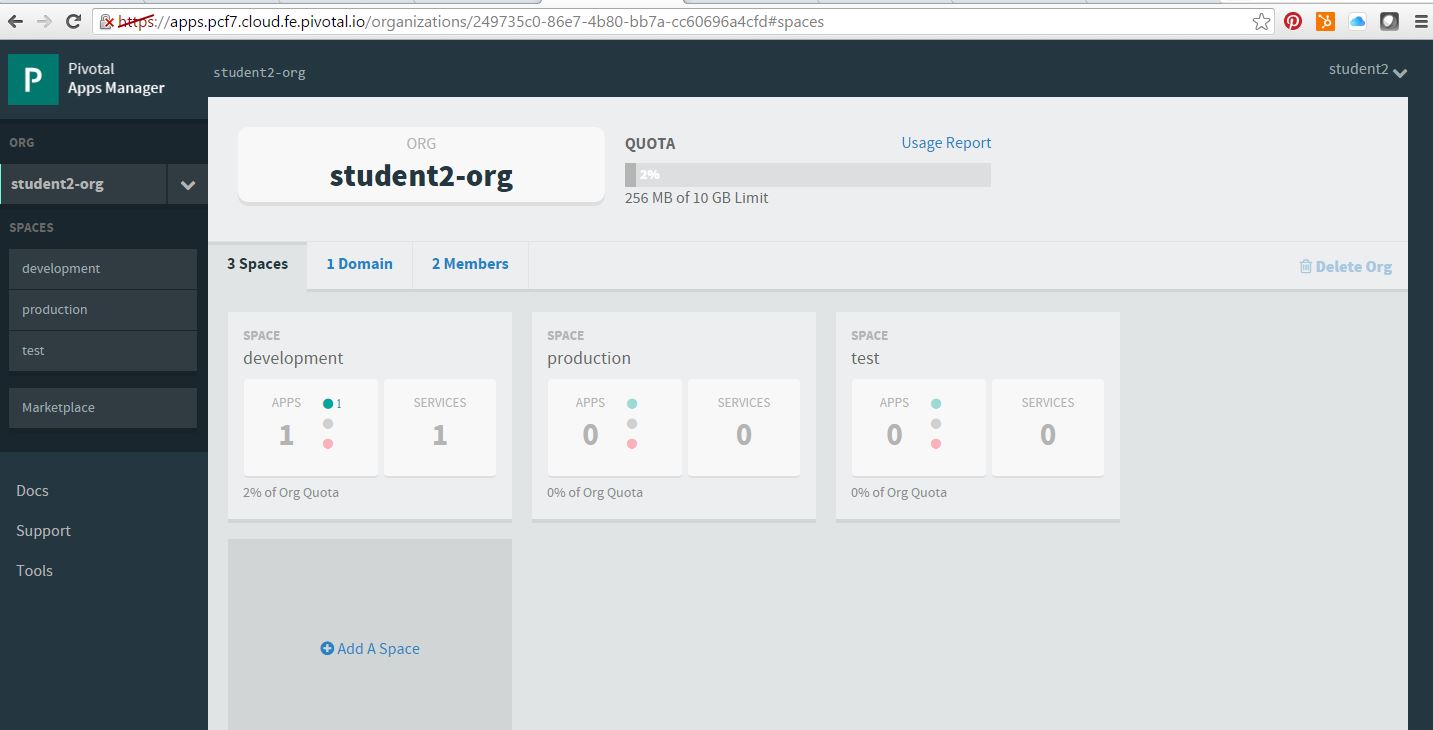 https://apps.pcf7.cloud.fe.pivotal.io/organizations/249735c0-86e7-4b80-bb7a-cc60696a4cfd#spaces
P
Pivotal
Apps Manager
student2-org
student2
ORG
student2-org
SPACES
development
production
test
Marketplace
Docs
Support
Tools
ORG
student2-org
QUOTA
Usage Report
2%
256 MB of 10 GB Limit
3 Spaces
1 Domain
2 Members
Delete Org
SPACE
development
APPS
1
1
SERVICES
1
2% of Org Quota
SPACE
production
APPS
0
SERVICES
0
0% of Org Quota
SPACE
test
APPS
0
SERVICES
0
0% of Org Quota
Add A Space